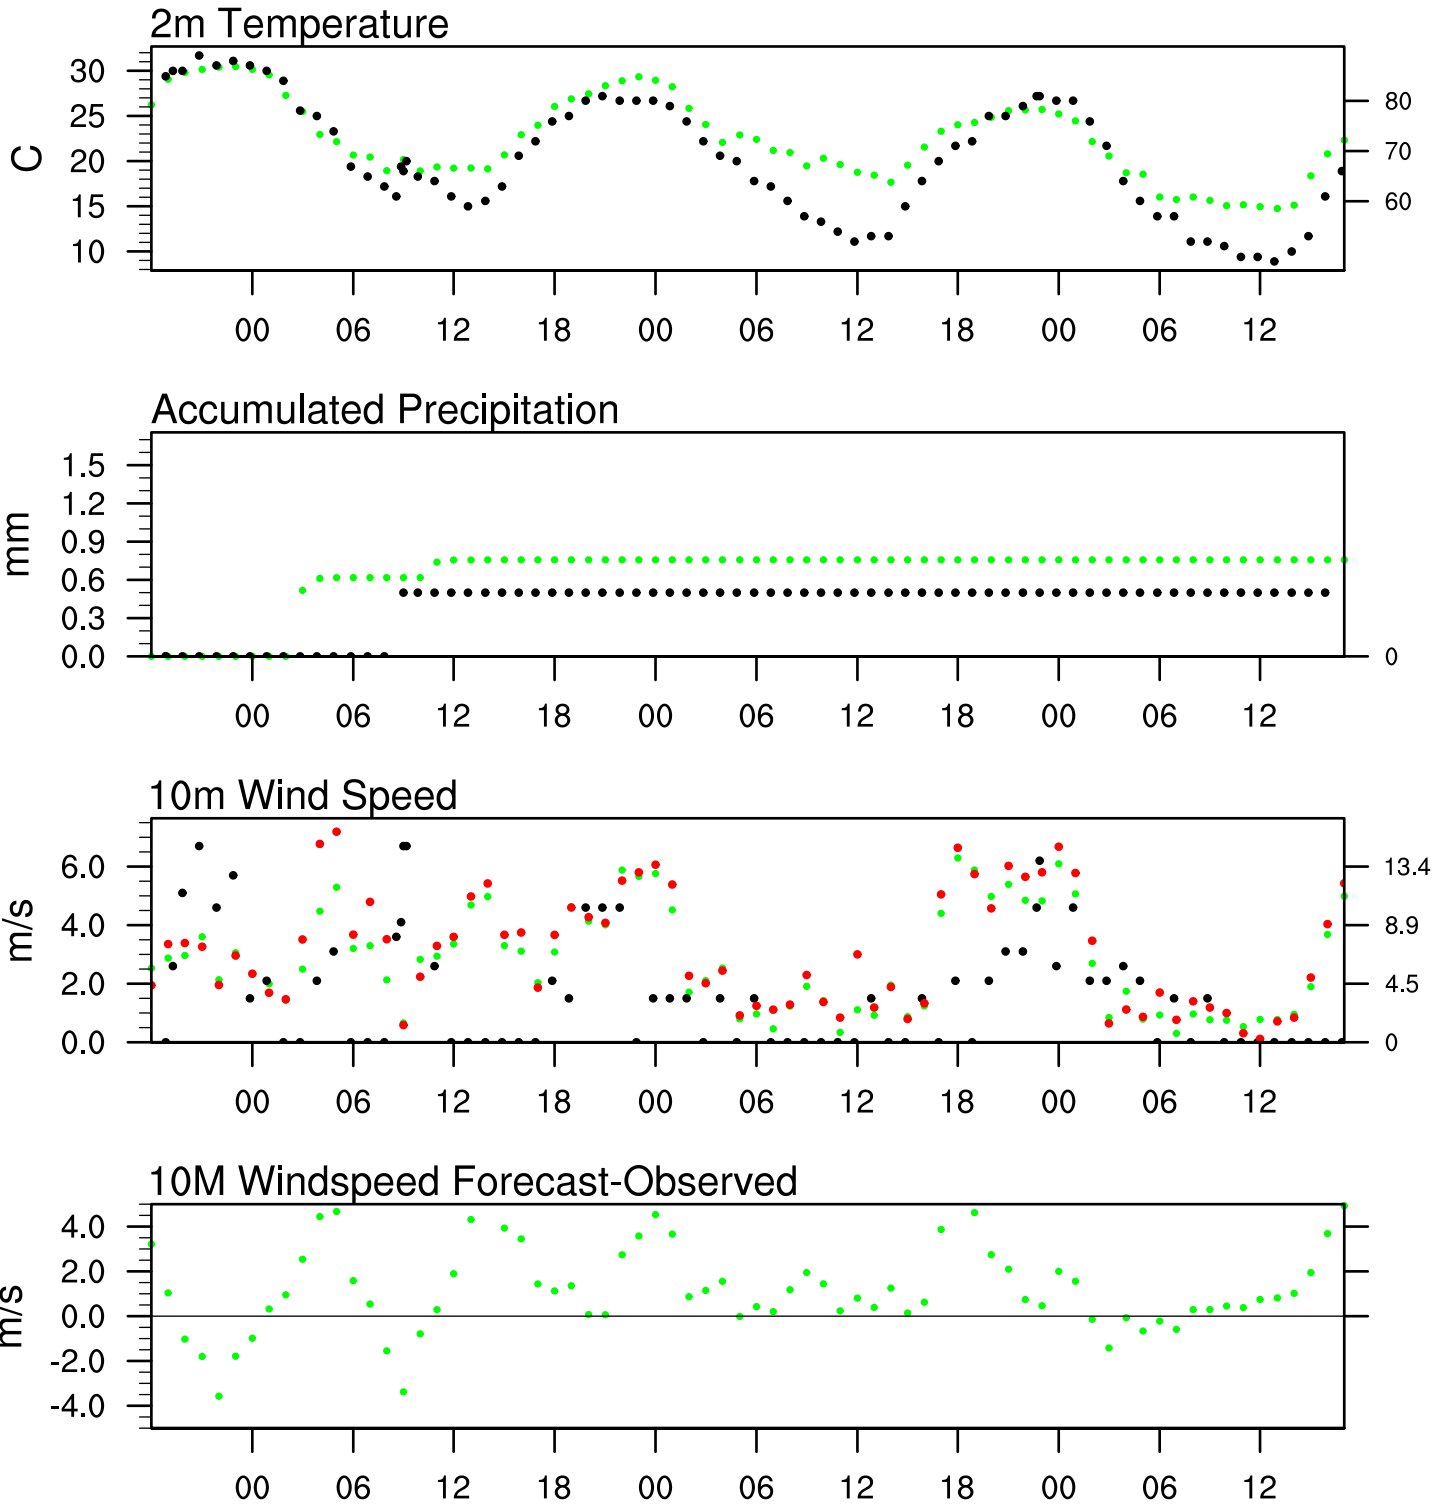 2m Temperature
30
25
20
15
10
C
80
70
60
00 06 12 18 00 06 12 18 00 06 12
Accumulated Precipitation
1.5
1.2
0.9
0.6
0.3
0.0
mm
0
00 06 12 18 00 06 12 18 00 06 12
10m Wind Speed
6.0
4.0
2.0
0.0
m/s
13.4
8.9
4.5
0
00 06 12 18 00 06 12 18 00 06 12
10M Windspeed Forecast-Observed
4.0
2.0
0.0
-2.0
-4.0
m/s
00 06 12 18 00 06 12 18 00 06 12